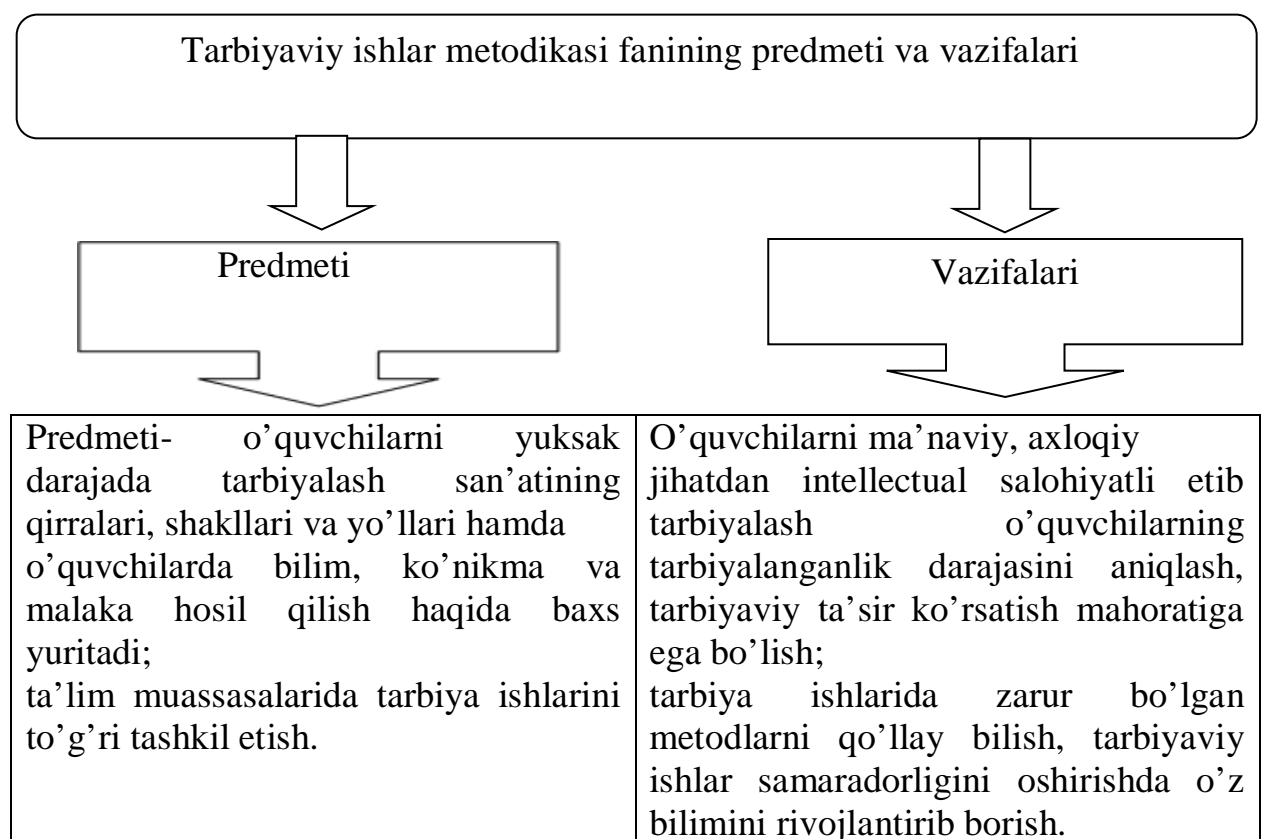 Tarbiyaviy ishlar metodikasi fanining predmeti va vazifalari
Predmeti
Vazifalari
Predmeti- o’quvchilarni yuksak
darajada tarbiyalash san’atining
qirralari, shakllari va yo’llari hamda
o’quvchilarda bilim, ko’nikma va
malaka hosil qilish haqida baxs
yuritadi;
ta’lim muassasalarida tarbiya ishlarini
to’g’ri tashkil etish.
O’quvchilarni ma’naviy, axloqiy
jihatdan intellectual salohiyatli etib
tarbiyalash o’quvchilarning
tarbiyalanganlik darajasini aniqlash,
tarbiyaviy ta’sir ko’rsatish mahoratiga
ega bo’lish;
tarbiya ishlarida zarur bo’lgan
metodlarni qo’llay bilish, tarbiyaviy
ishlar samaradorligini oshirishda o’z
bilimini rivojlantirib borish.